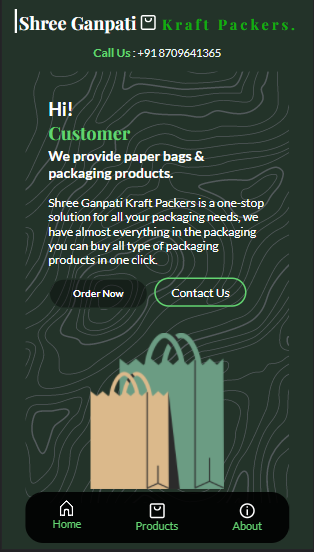 Shree Ganpati Kraft Packers.
Call Us : +91 8709641365
Hi!
Customer
We provide paper bags &
packaging products.
Shree Ganpati Kraft Packers is a one-stop
solution for all your packaging needs, we
have almost everything in the packaging
you can buy all type of packaging
products in one click.
Order Now Contact Us
Home Products About